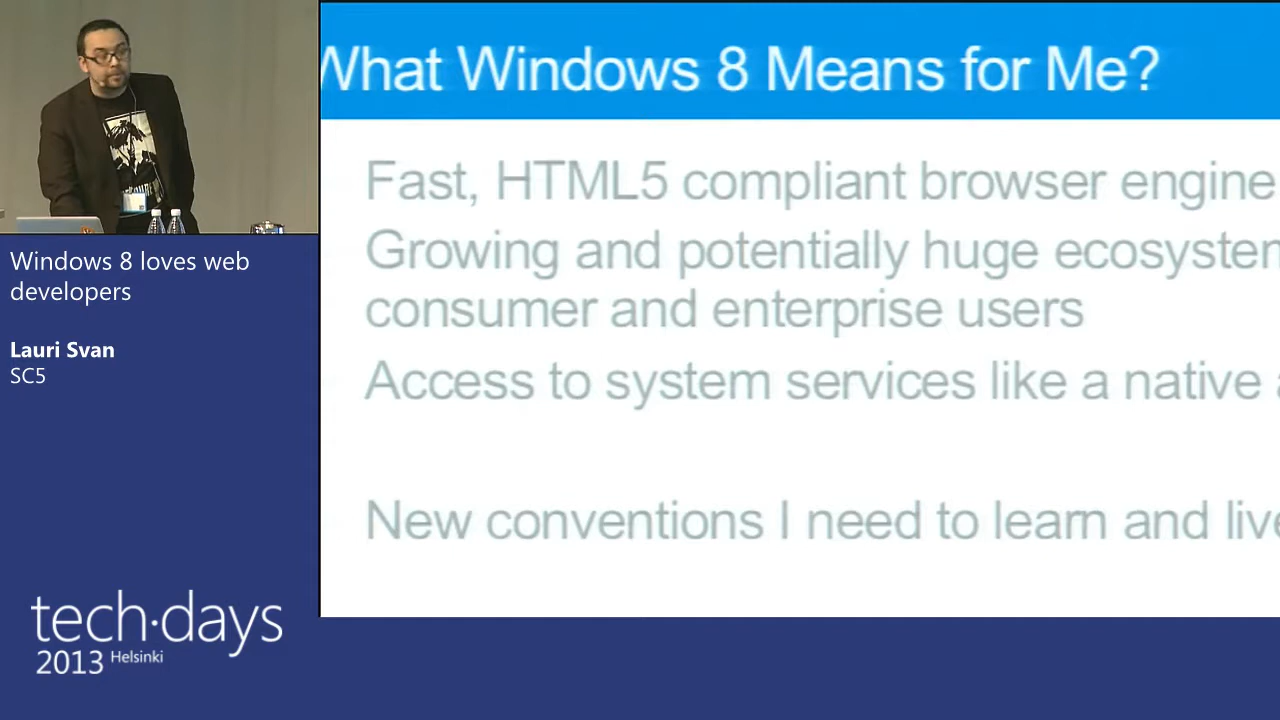 What Windows 8 Means for Me?
Fast, HTML5 compliant browser engine
Growing and potentially huge ecosystem
consumer and enterprise users
Access to system services like a native
New conventions I need to learn and live
Windows 8 loves web
developers
Lauri Svan
SC5
tech·days
2013 Helsinki